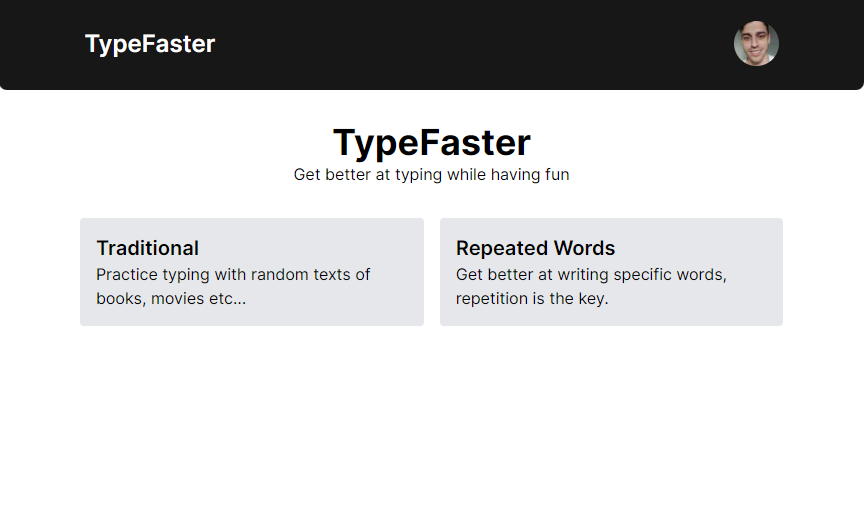 TypeFaster
TypeFaster
Get better at typing while having fun
Traditional
Practice typing with random texts of
books, movies etc...
Repeated Words
Get better at writing specific words,
repetition is the key.